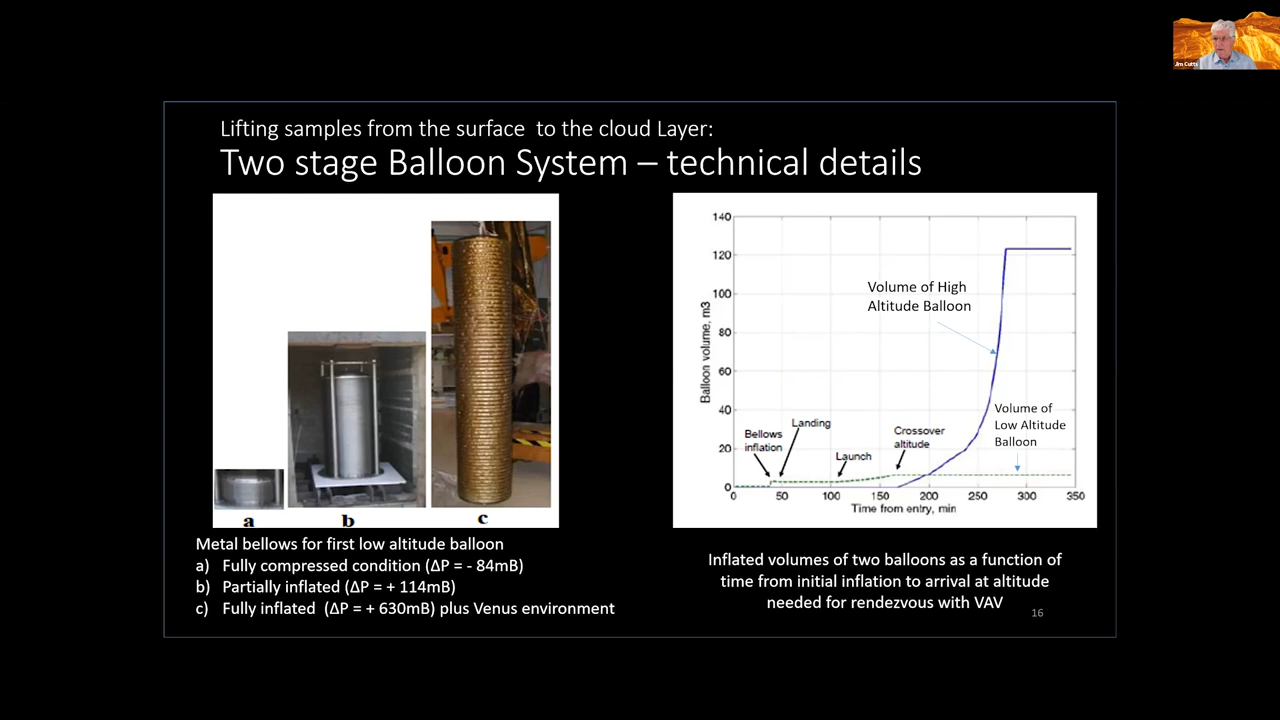 Jim Cutts
Lifting samples from the surface to the cloud Layer:
Two stage Balloon System – technical details
a
b
c
Metal bellows for first low altitude balloon
a) Fully compressed condition (ΔP = - 84mB)
b) Partially inflated (ΔP = + 114mB)
c) Fully inflated (ΔP = + 630mB) plus Venus environment
140
120
100
80
60
40
20
0
Balloon volume, m3
Volume of High
Altitude Balloon
Volume of
Low Altitude
Balloon
Bellows
inflation
Landing
Launch
Crossover
altitude
0 50 100 150 200 250 300 350
Time from entry, min
Inflated volumes of two balloons as a function of
time from initial inflation to arrival at altitude
needed for rendezvous with VAV
16